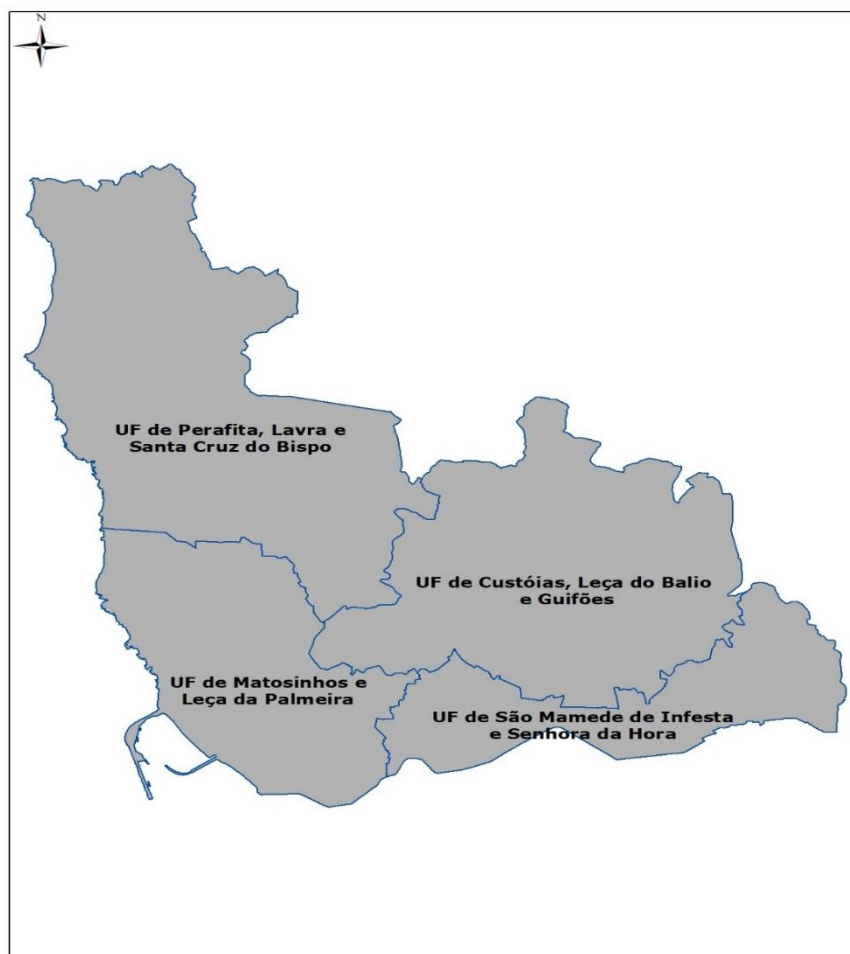 N
UF de Perafita, Lavra e
Santa Cruz do Bispo
UF de Custóias, Leça do Balio
e Guifões
UF de Matosinhos e
Leça da Palmeira
UF de São Mamede de Infesta
e Senhora da Hora